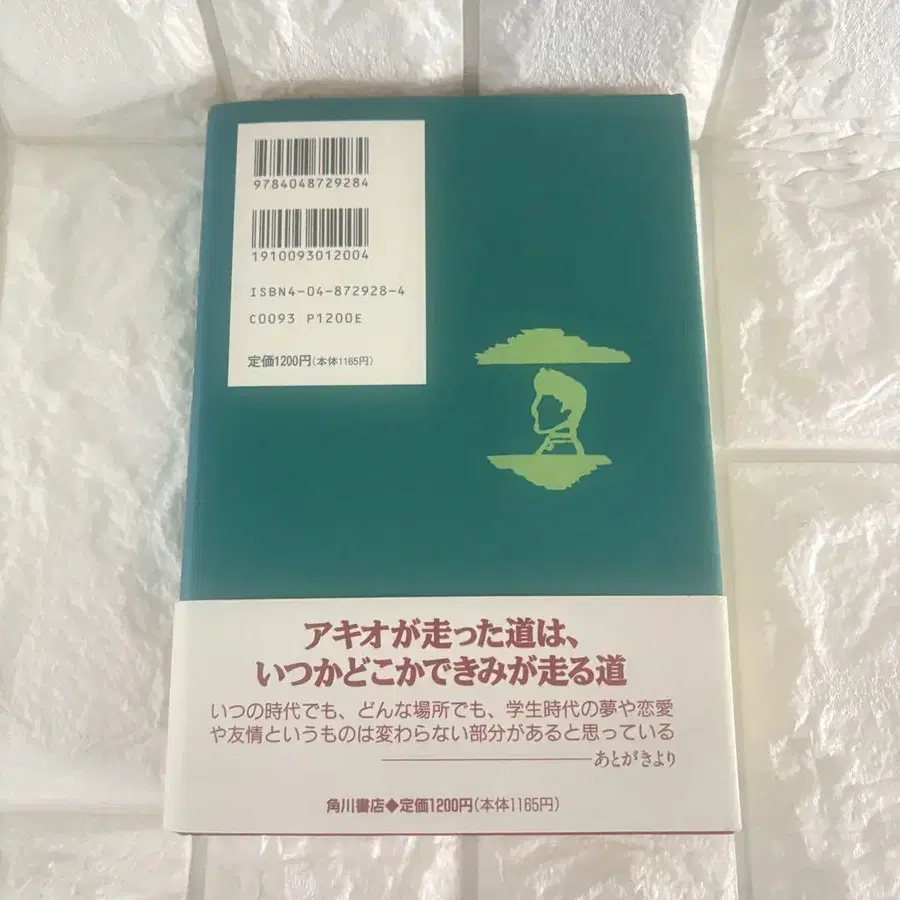 9784048729284
1910093012004
ISBN4-04-872928-4
C0093 P1200E
定価1200円(本体1165円)
アキオが走った道は、
いつかどこかできみが走る道
いつの時代でも、どんな場所でも、学生時代の夢や恋愛
や友情というものは変わらない部分があると思っている
あとがきより
角川書店◆定価1200円(本体1165円)